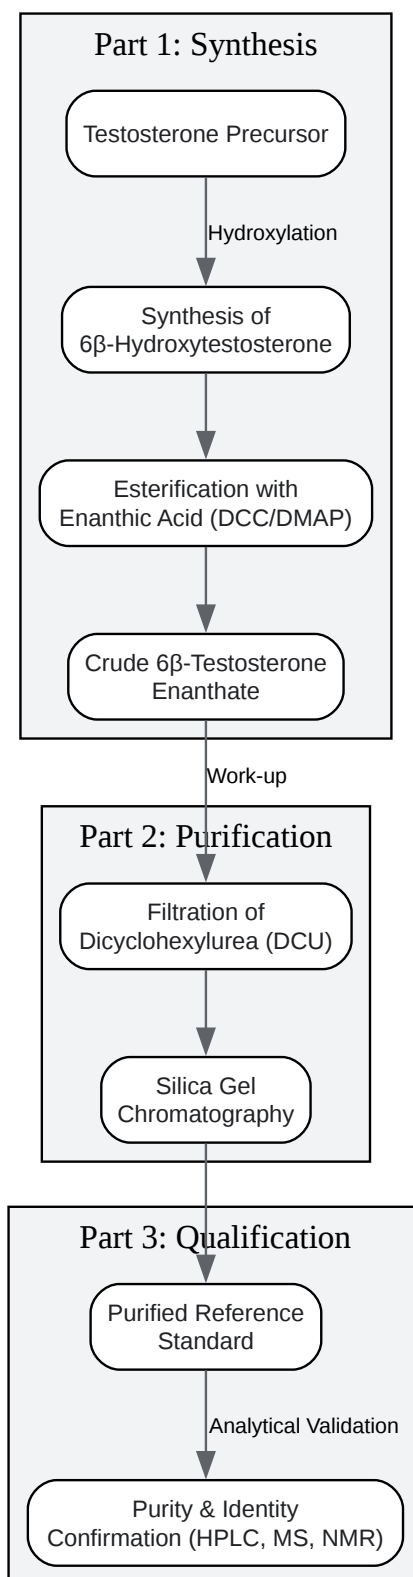 Part 1: Synthesis
Testosterone Precursor
Hydroxylation
Synthesis of
6β-Hydroxytestosterone
Esterification with
Enanthic Acid (DCC/DMAP)
Crude 6β-Testosterone
Enanthate
Work-up
Part 2: Purification
Filtration of
Dicyclohexylurea (DCU)
Silica Gel
Chromatography
Part 3: Qualification
Purified Reference
Standard
Analytical Validation
Purity & Identity
Confirmation (HPLC, MS, NMR)